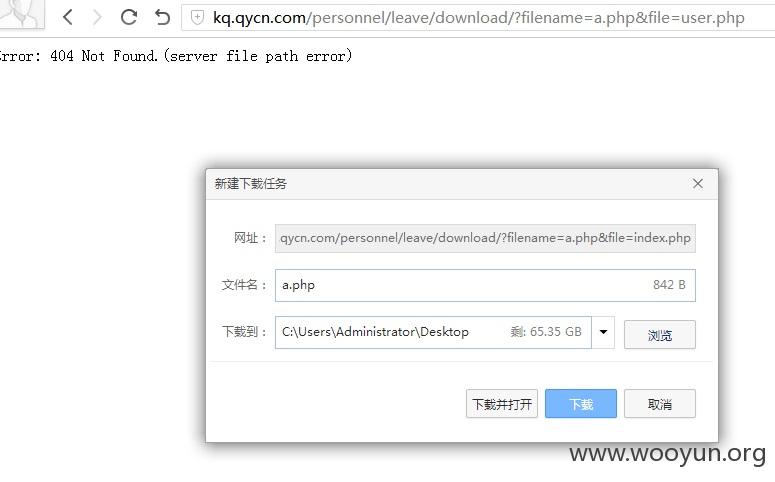 kq.qycn.com/personnel/leave/download/?filename=a.php&file=user.php
Error: 404 Not Found.(server file path error)
新建下载任务
网址：
qycn.com/personnel/leave/download/?filename=a.php&file=index.php
文件名：
a.php
842 B
下载到：
C:\Users\Administrator\Desktop
剩: 65.35 GB
浏览
下载并打开
下载
取消
www.wooyun.org